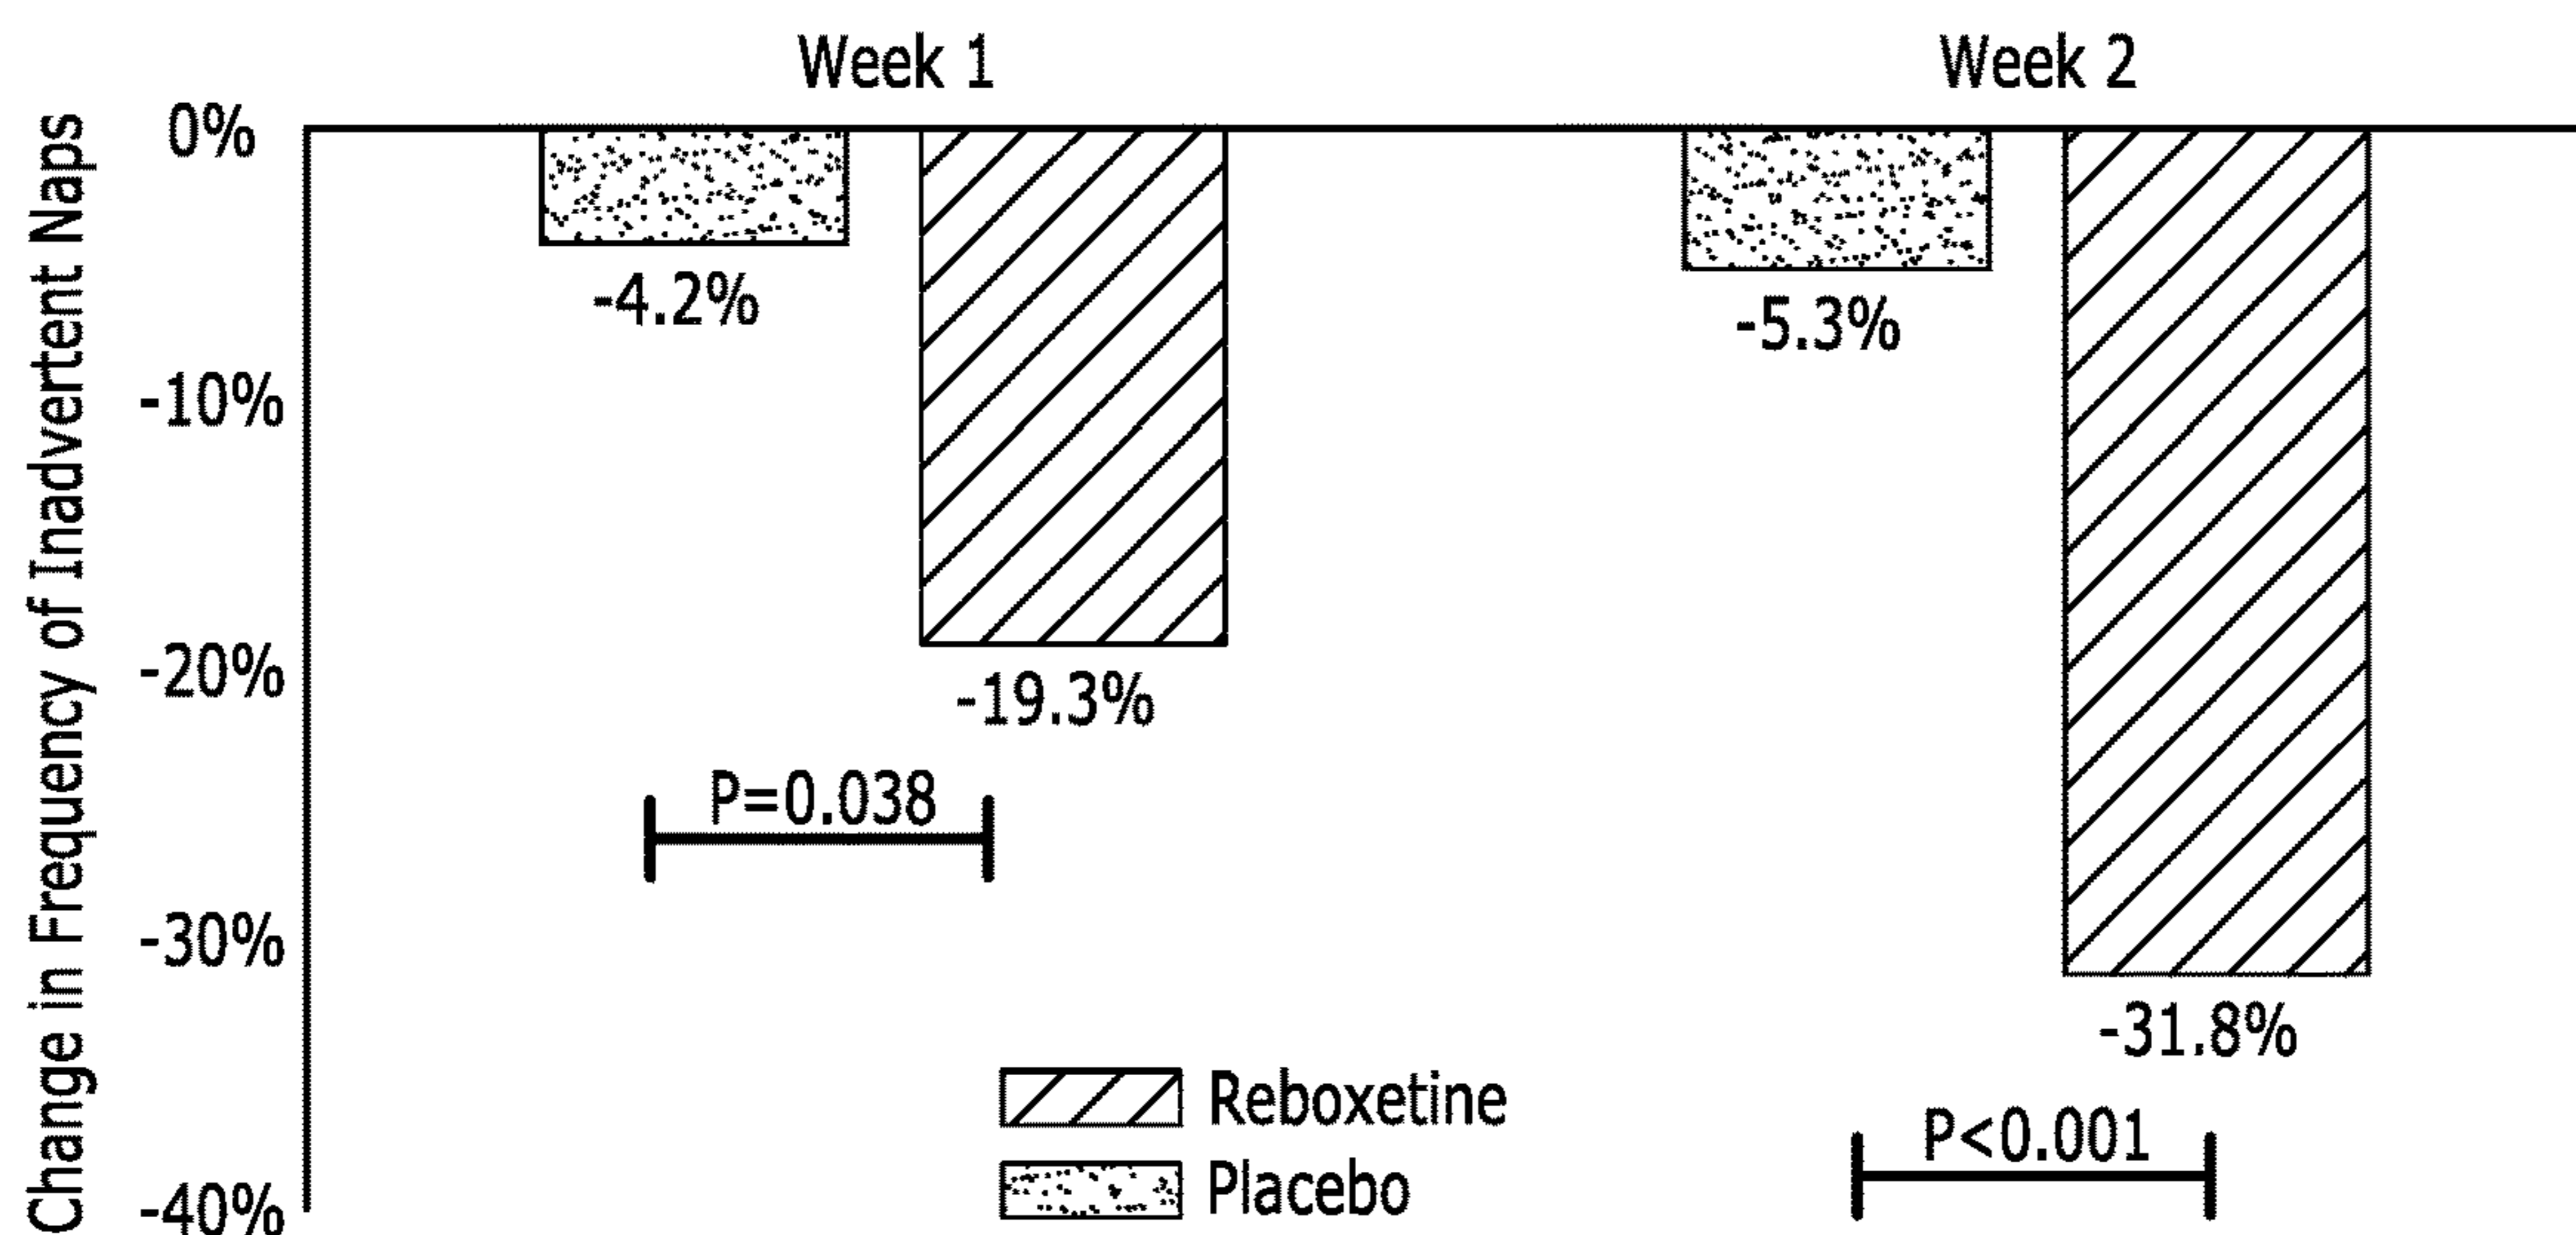 Change in Frequency of Inadvertent Naps
Week 1
Week 2
0%
-10%
-20%
-30%
-40%
-4.2%
-19.3%
-5.3%
-31.8%
P=0.038
P<0.001
Reboxetine
Placebo